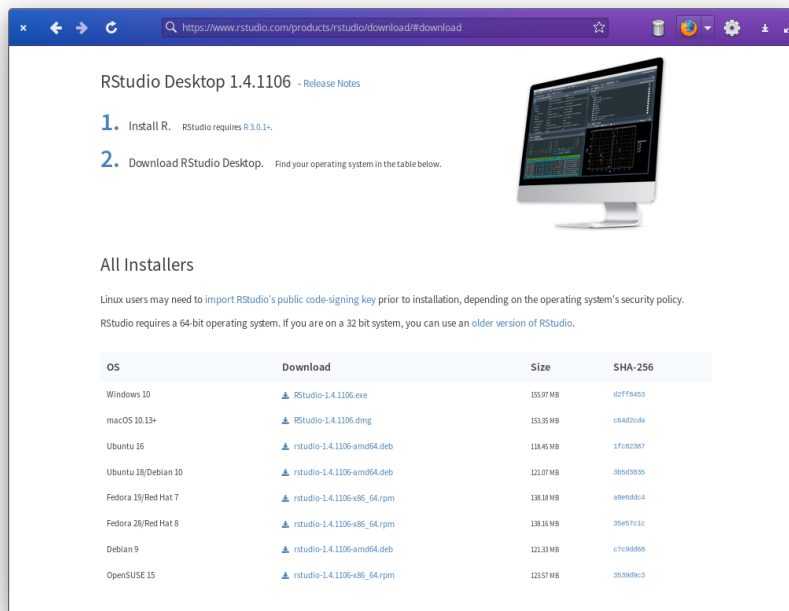 https://www.rstudio.com/products/rstudio/download/#download
RStudio Desktop 1.4.1106 - Release Notes
1. Install R. RStudio requires R 3.0.1+.
2. Download RStudio Desktop. Find your operating system in the table below.
All Installers
Linux users may need to import RStudio's public code-signing key prior to installation, depending on the operating system's security policy.
RStudio requires a 64-bit operating system. If you are on a 32 bit system, you can use an older version of RStudio.
OS Download Size SHA-256
Windows 10 RStudio-1.4.1106.exe 155.97 MB d2ff8453
macOS 10.13+ RStudio-1.4.1106.dmg 153.35 MB c64d2cda
Ubuntu 16 rstudio-1.4.1106-amd64.deb 118.45 MB 1fc82387
Ubuntu 18/Debian 10 rstudio-1.4.1106-amd64.deb 121.07 MB 3b5d3835
Fedora 19/Red Hat 7 rstudio-1.4.1106-x86_64.rpm 138.18 MB a9e6ddc4
Fedora 28/Red Hat 8 rstudio-1.4.1106-x86_64.rpm 138.16 MB 35e57c1c
Debian 9 rstudio-1.4.1106-amd64.deb 121.33 MB c7c9dd68
OpenSUSE 15 rstudio-1.4.1106-x86_64.rpm 123.57 MB 3539d9c3